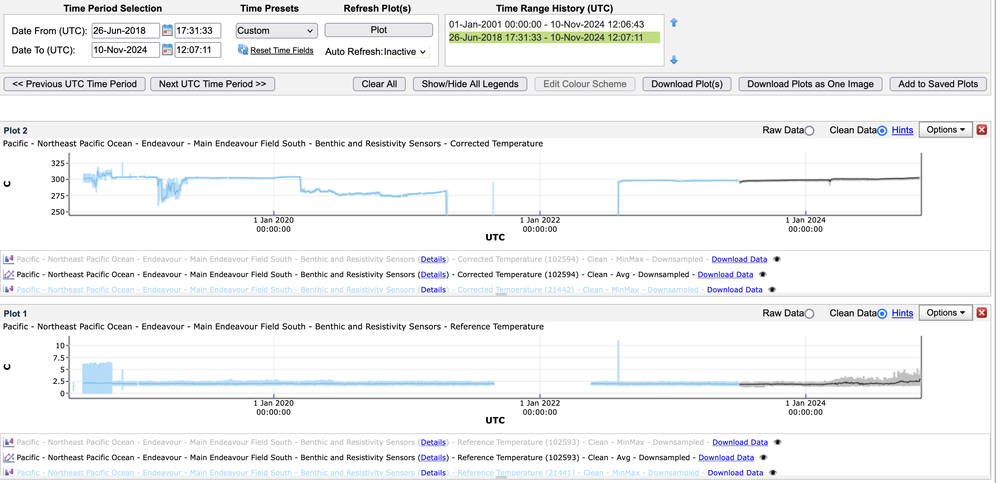 Time Period Selection Time Presets Refresh Plot(s) Time Range History (UTC)
Date From (UTC): 26-Jun-2018 17:31:33 Custom Plot 01-Jan-2001 00:00:00 - 10-Nov-2024 12:06:43
26-Jun-2018 17:31:33 - 10-Nov-2024 12:07:11
Date To (UTC): 10-Nov-2024 12:07:11 Reset Time Fields Auto Refresh: Inactive
<< Previous UTC Time Period Next UTC Time Period >> Clear All Show/Hide All Legends Edit Colour Scheme Download Plot(s) Download Plots as One Image Add to Saved Plots
Plot 2 Raw Data Clean Data Hints Options
Pacific - Northeast Pacific Ocean - Endeavour - Main Endeavour Field South - Benthic and Resistivity Sensors - Corrected Temperature
325
300
C
275
250
1 Jan 2020 1 Jan 2022 1 Jan 2024
00:00:00 00:00:00 00:00:00
UTC
Pacific - Northeast Pacific Ocean - Endeavour - Main Endeavour Field South - Benthic and Resistivity Sensors (Details) - Corrected Temperature (102594) - Clean - MinMax - Downsampled - Download Data
Pacific - Northeast Pacific Ocean - Endeavour - Main Endeavour Field South - Benthic and Resistivity Sensors (Details) - Corrected Temperature (102594) - Clean - Avg - Downsampled - Download Data
Pacific - Northeast Pacific Ocean - Endeavour - Main Endeavour Field South - Benthic and Resistivity Sensors (Details) - Corrected Temperature (21442) - Clean - MinMax - Downsampled - Download Data
Plot 1 Raw Data Clean Data Hints Options
Pacific - Northeast Pacific Ocean - Endeavour - Main Endeavour Field South - Benthic and Resistivity Sensors - Reference Temperature
10
7.5
C
5
2.5
0
1 Jan 2020 1 Jan 2022 1 Jan 2024
00:00:00 00:00:00 00:00:00
UTC
Pacific - Northeast Pacific Ocean - Endeavour - Main Endeavour Field South - Benthic and Resistivity Sensors (Details) - Reference Temperature (102593) - Clean - MinMax - Downsampled - Download Data
Pacific - Northeast Pacific Ocean - Endeavour - Main Endeavour Field South - Benthic and Resistivity Sensors (Details) - Reference Temperature (102593) - Clean - Avg - Downsampled - Download Data
Pacific - Northeast Pacific Ocean - Endeavour - Main Endeavour Field South - Benthic and Resistivity Sensors (Details) - Reference Temperature (21441) - Clean - MinMax - Downsampled - Download Data